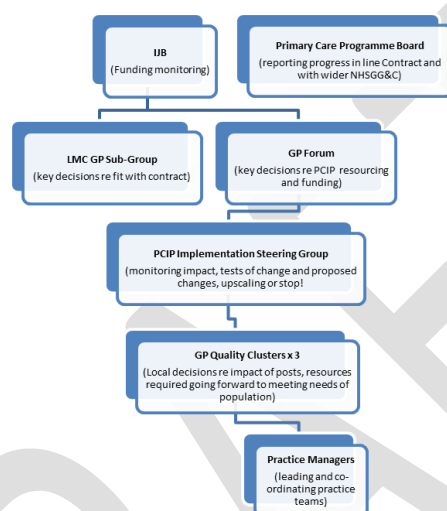 IJB
(Funding monitoring)
Primary Care Programme Board
(reporting progress in line Contract and
with wider NHSGG&C)
LMC GP Sub-Group
(key decisions re fit with contract)
GP Forum
(key decisions re PCIP resourcing
and funding)
PCIP Implementation Steering Group
(monitoring impact, tests of change and proposed
changes, upscaling or stop!
GP Quality Clusters x 3
(Local decisions re impact of posts, resources
required going forward to meeting needs of
population)
Practice Managers
(leading and co-
ordinating practice
teams)